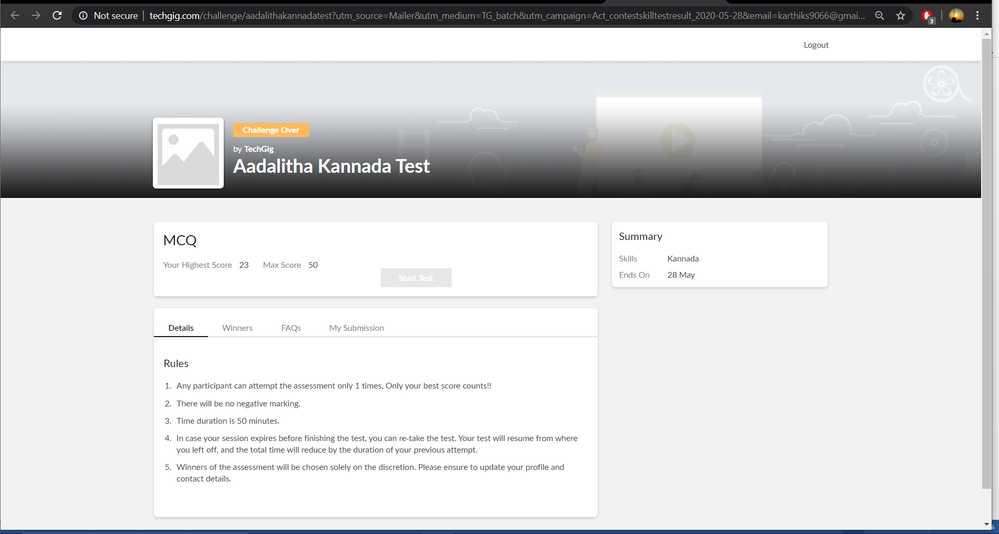 Not secure | techgig.com/challenge/aadalithakannadatest?utm_source=Mailer&utm_medium=TG_batch&utm_campaign=Act_contestskilltestresult_2020-05-28&email=karthiks9066@gmai...
3
Logout
Challenge Over
by TechGig
Aadalitha Kannada Test
MCQ
Your Highest Score 23 Max Score 50
Start Test
Summary
Skills Kannada
Ends On 28 May
Details Winners FAQs My Submission
Rules
1. Any participant can attempt the assessment only 1 times, Only your best score counts!!
2. There will be no negative marking.
3. Time duration is 50 minutes.
4. In case your session expires before finishing the test, you can re-take the test. Your test will resume from where
you left off, and the total time will reduce by the duration of your previous attempt.
5. Winners of the assessment will be chosen solely on the discretion. Please ensure to update your profile and
contact details.